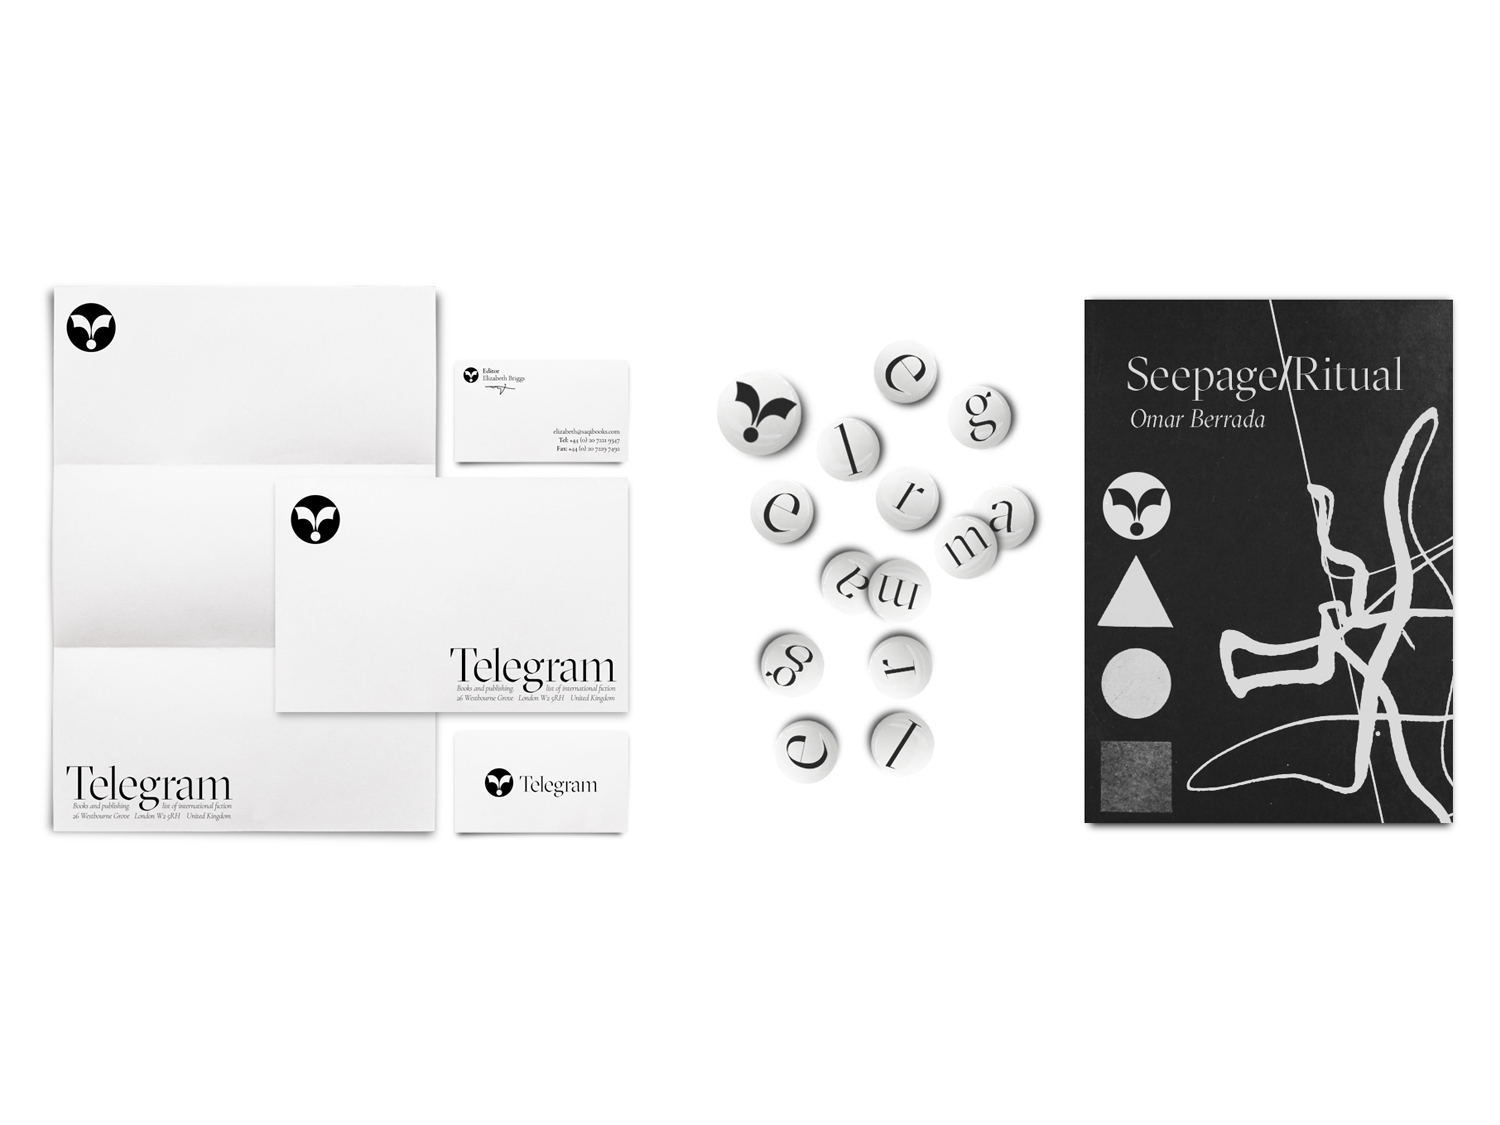 Telegram
Books and publishing. list of international fiction
26 Westbourne Grove London W2 5RH United Kingdom
Editor
Elizabeth Briggs
elizabeth@saqibooks.com
Tel: +44 (0) 20 7221 9347
Fax: +44 (0) 20 7229 7492
Telegram
Books and publishing. list of international fiction
26 Westbourne Grove London W2 5RH United Kingdom
Telegram
e
g
l
r
e
a
m
a
m
g
r
e
l
Seepage/Ritual
Omar Berrada